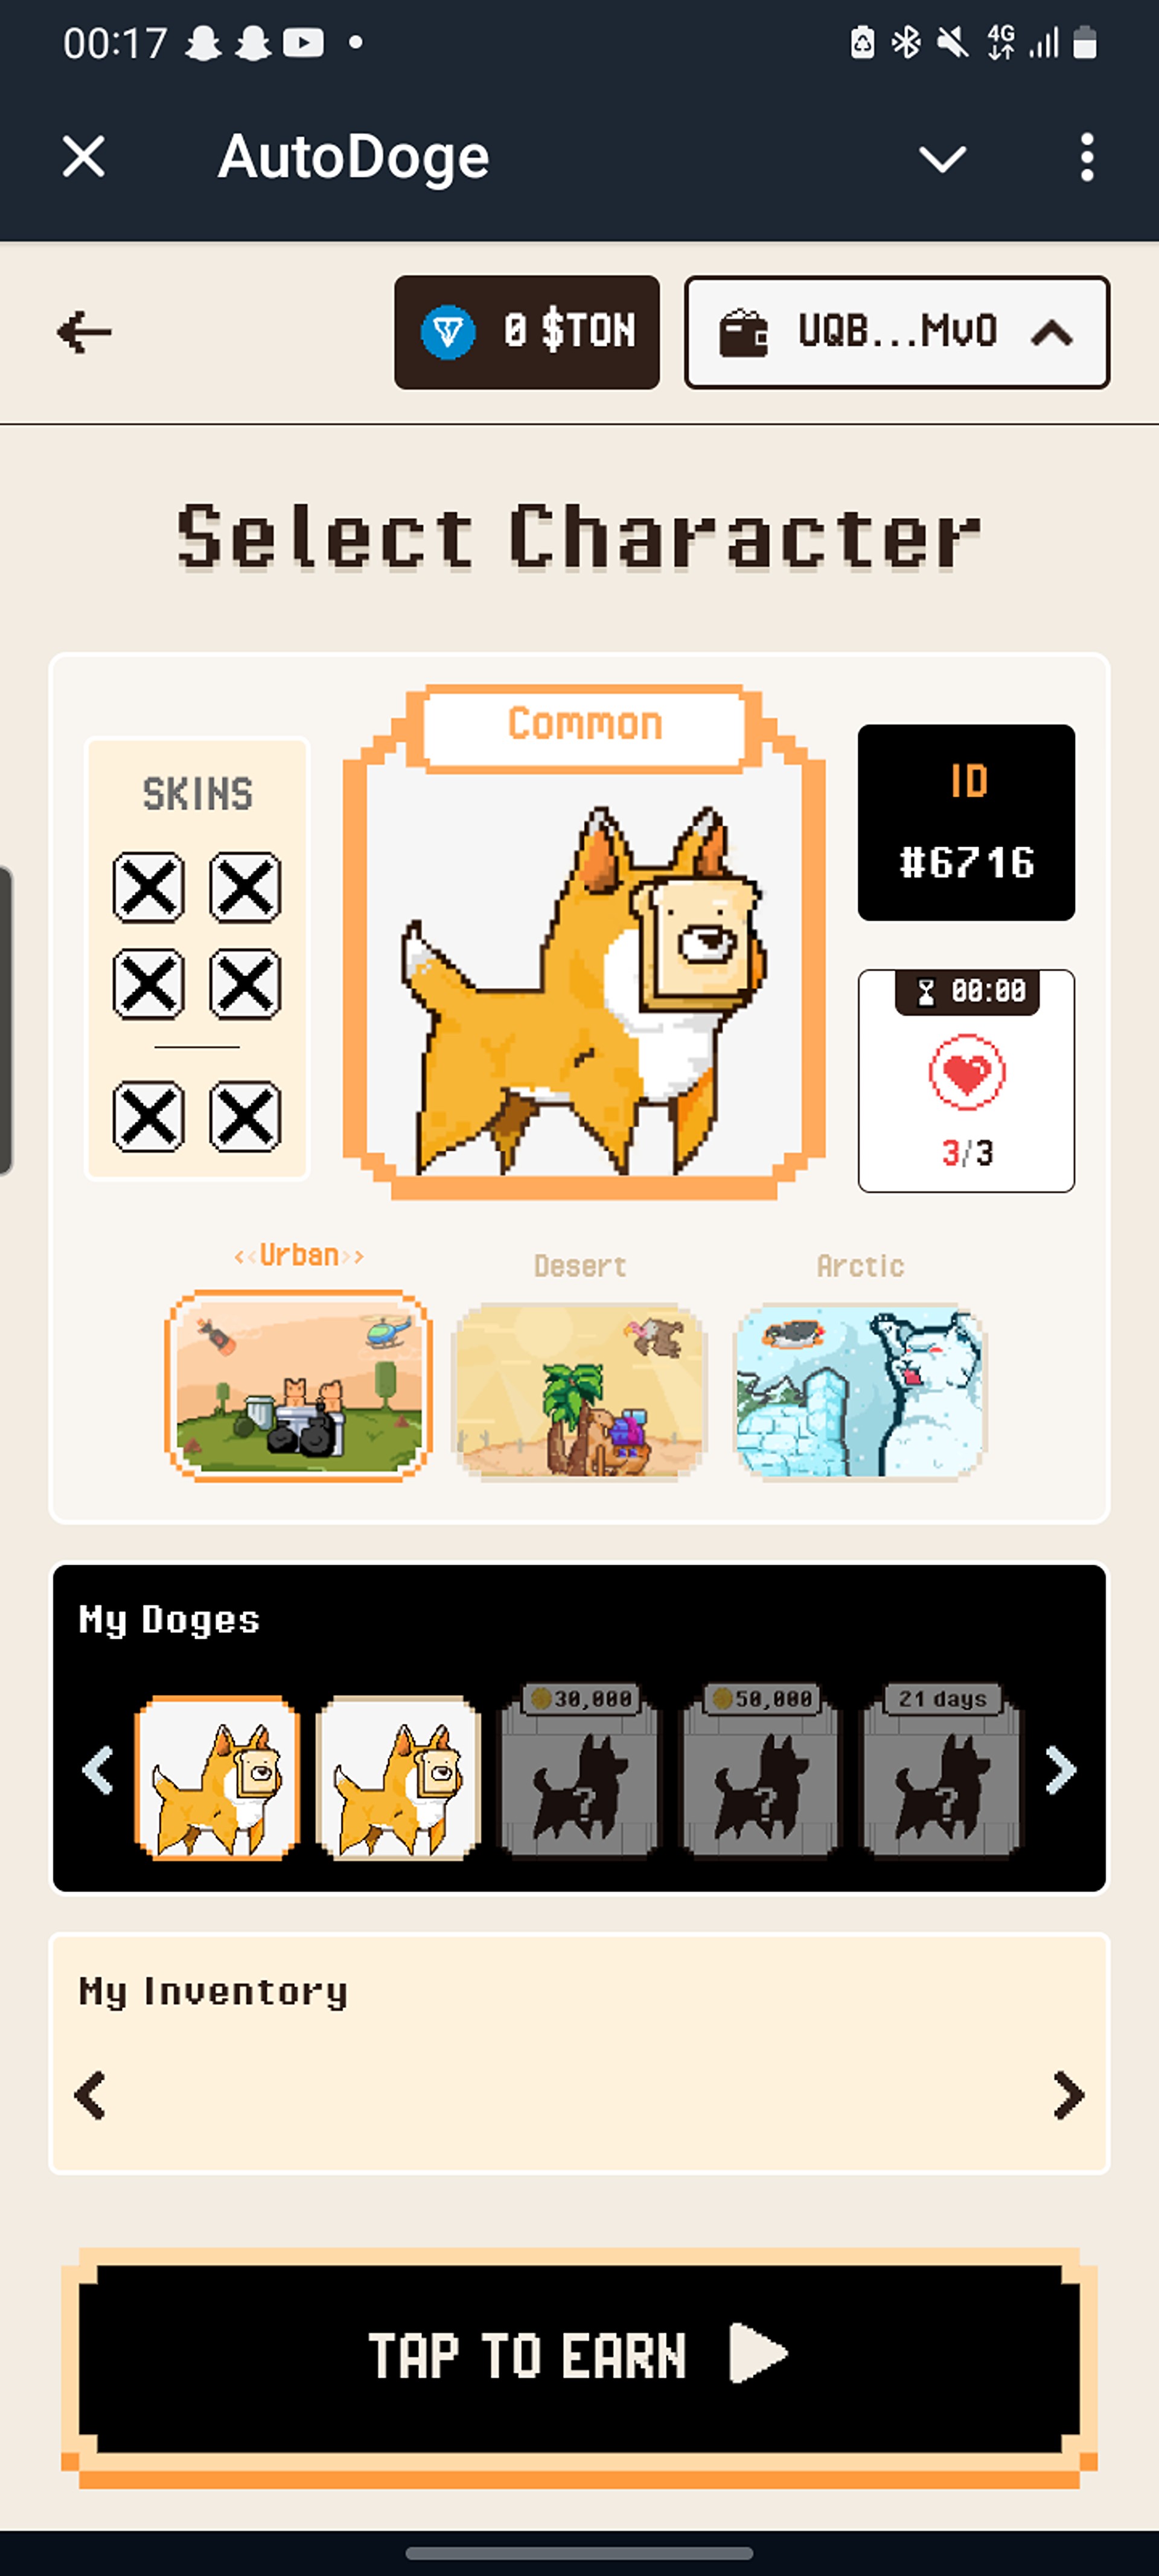 00:17
4G
AutoDoge
0 $TON
UQB...MvO
Select Character
Common
SKINS
ID
#6716
00:00
3/3
<<Urban>>
Desert
Arctic
My Doges
30,000
50,000
21 days
?
?
?
My Inventory
TAP TO EARN